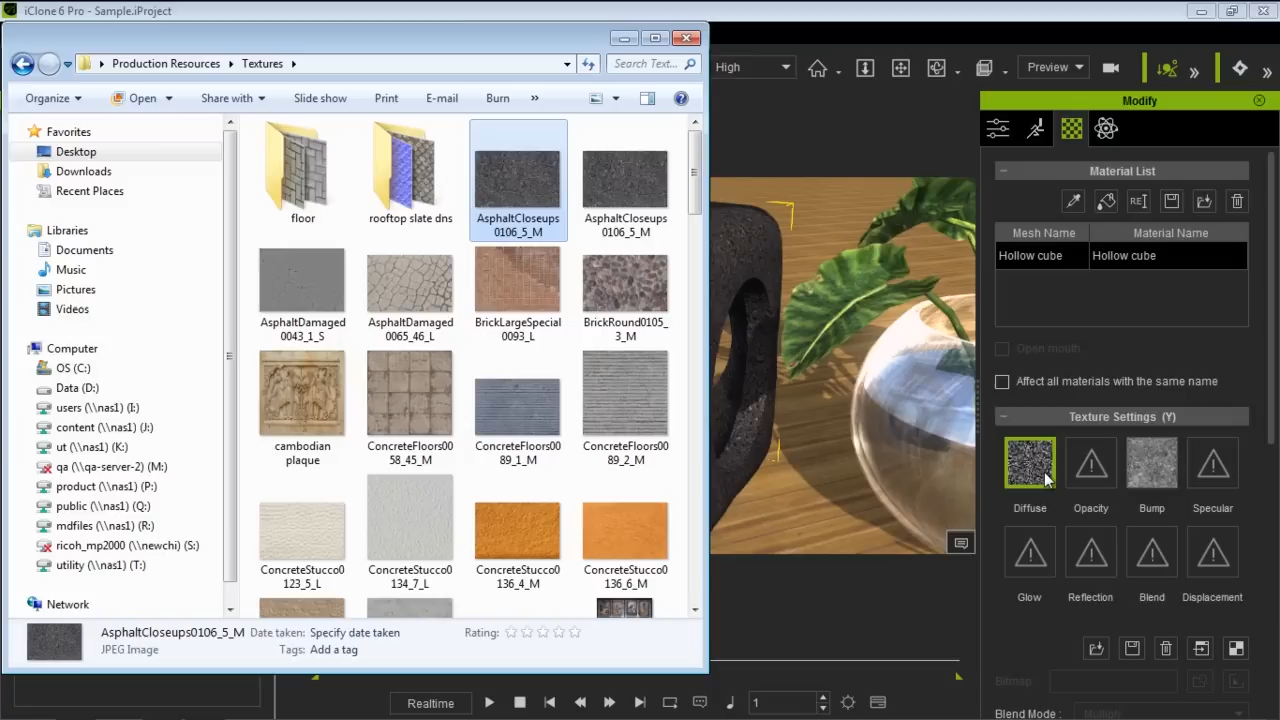 iClone 6 Pro - Sample.iProject
Production Resources Textures
Search Text...
High
Preview
Organize Open Share with Slide show Print E-mail Burn »
Modify
Favorites
Desktop
Downloads
Recent Places
Libraries
Documents
Music
Pictures
Videos
Computer
OS (C:)
Data (D:)
users (\\nas1) (I:)
content (\\nas1) (J:)
ut (\\nas1) (K:)
qa (\\qa-server-2) (M:)
product (\\nas1) (P:)
public (\\nas1) (Q:)
mdfiles (\\nas1) (R:)
ricoh_mp2000 (\\newchi) (S:)
utility (\\nas1) (T:)
Network
floor
rooftop slate dns
AsphaltCloseups
0106_5_M
AsphaltCloseups
0106_5_M
AsphaltDamaged
0043_1_S
AsphaltDamaged
0065_46_L
BrickLargeSpecial
0093_L
BrickRound0105_
3_M
cambodian
plaque
ConcreteFloors00
58_45_M
ConcreteFloors00
89_1_M
ConcreteFloors00
89_2_M
ConcreteStucco0
123_5_L
ConcreteStucco0
134_7_L
ConcreteStucco0
136_4_M
ConcreteStucco0
136_6_M
AsphaltCloseups0106_5_M Date taken: Specify date taken Rating:
JPEG Image Tags: Add a tag
Material List
Mesh Name Material Name
Hollow cube Hollow cube
Open mouth
Affect all materials with the same name
Texture Settings (Y)
Diffuse Opacity Bump Specular
Glow Reflection Blend Displacement
Bitmap:
Blend Mode : Multiply
Realtime
1